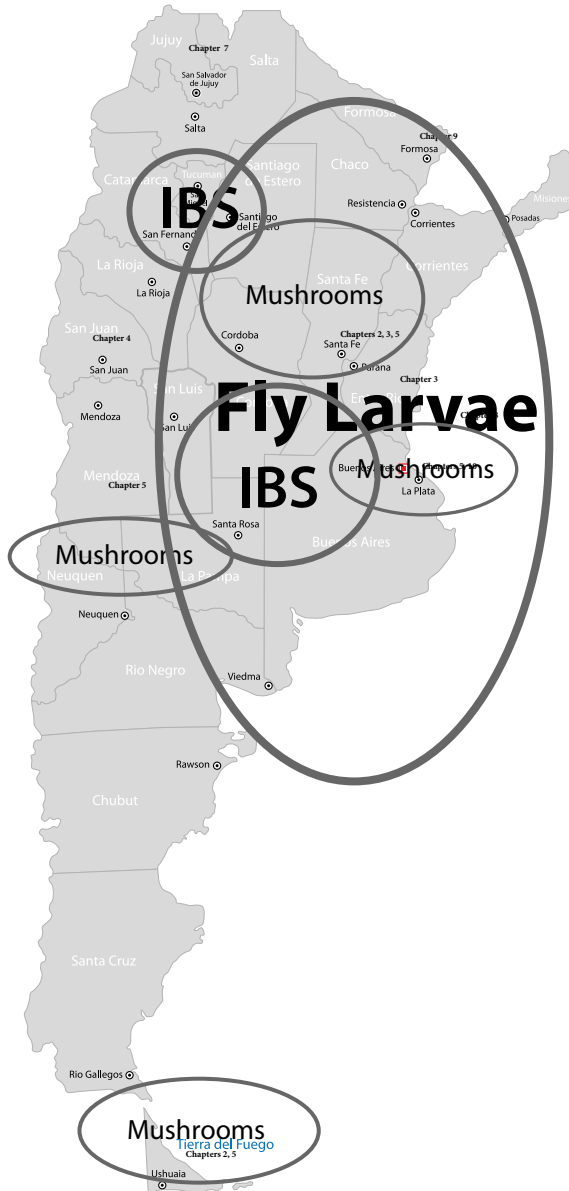 Jujuy
Chapter 7
Salta
San Salvador
de Jujuy
Salta
Formosa
Chapter 9
Formosa
Chaco
Tucuman
Santiago
de Estero
Catamarca
IBS
Misiones
Resistencia
Corrientes
Posadas
Santiago
del Estero
San Fernando
La Rioja
Santa Fe
Corrientes
La Rioja
Mushrooms
San Juan
Chapter 4
San Juan
Cordoba
Chapters 2, 3, 5
Santa Fe
Parana
Chapter 3
San Luis
Fly Larvae
Mendoza
San Luis
Mendoza
Chapter 5
IBS
Buenos Aires
Mushrooms
La Plata
Santa Rosa
Buenos Aires
Mushrooms
Neuquen
La Pampa
Neuquen
Rio Negro
Viedma
Rawson
Chubut
Santa Cruz
Rio Gallegos
Mushrooms
Tierra del Fuego
Chapters 2, 5
Ushuaia